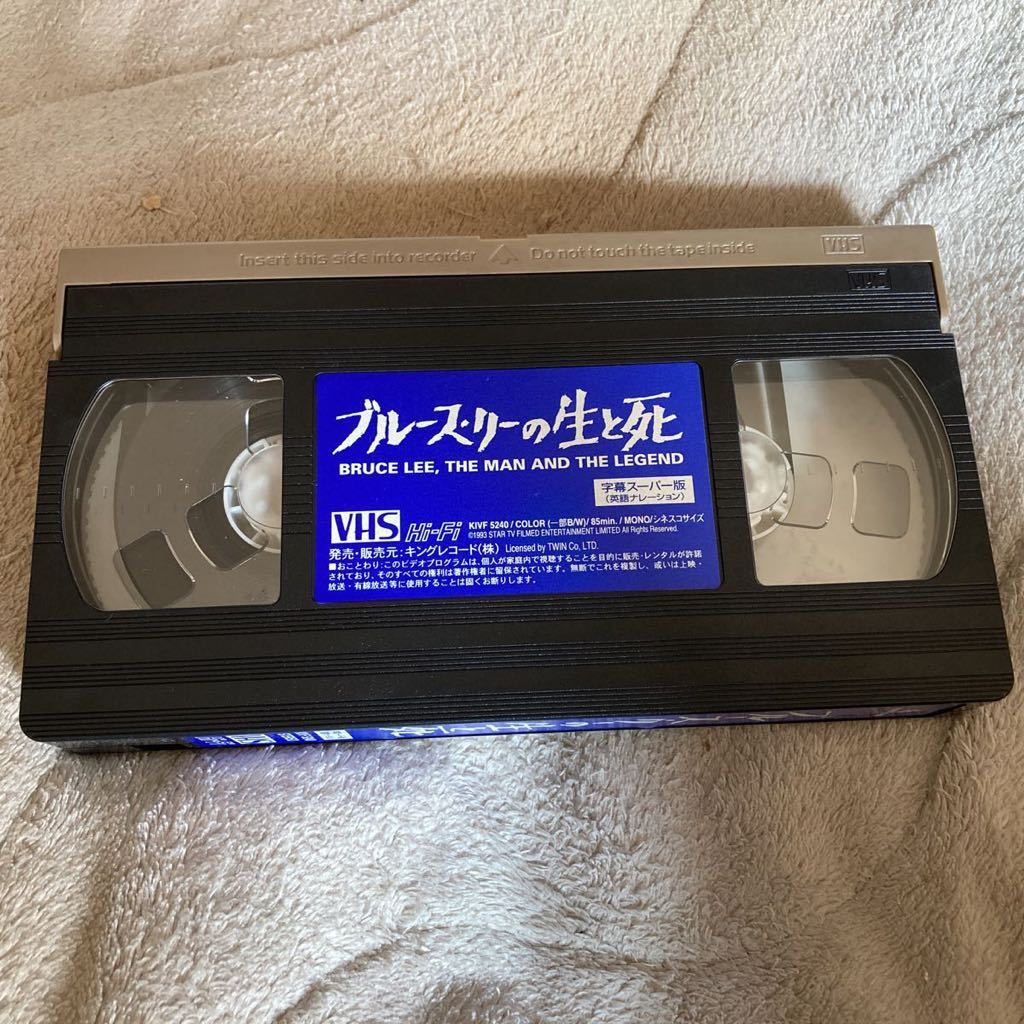 Insert this side into recorder Do not touch the tape inside VHS
VHS
ブルース・リーの生と死
BRUCE LEE, THE MAN AND THE LEGEND
字幕スーパー版
(英語ナレーション)
VHS Hi-Fi KIVF 5240 / COLOR (一部B/W) / 85min. / MONO/シネスコサイズ
©1993 STAR TV FILMED ENTERTAINMENT LIMITED All Rights Reserved.
発売・販売元：キングレコード(株) Licensed by TWIN Co, LTD.
■おことわり:このビデオプログラムは、個人が家庭内で視聴することを目的に販売・レンタルが許諾
されており、そのすべての権利は著作権者に留保されています。無断でこれを複製し、或いは上映・
放送・有線放送等に使用することは固くお断りします。